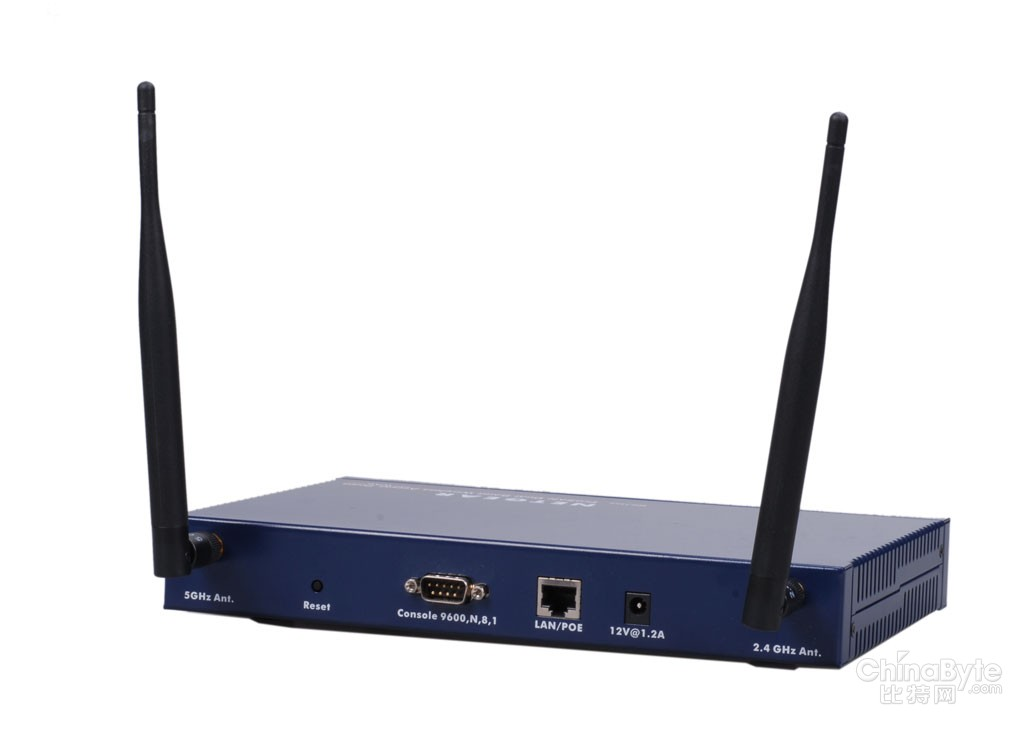 NETGEAR
5GHz Ant.
Reset
Console 9600,N,8,1
LAN/POE
12V@1.2A
2.4 GHz Ant.
ChinaByte
比特网.com